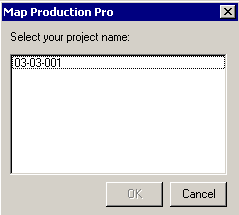 Map Production Pro
Select your project name:
03-03-001
OK
Cancel